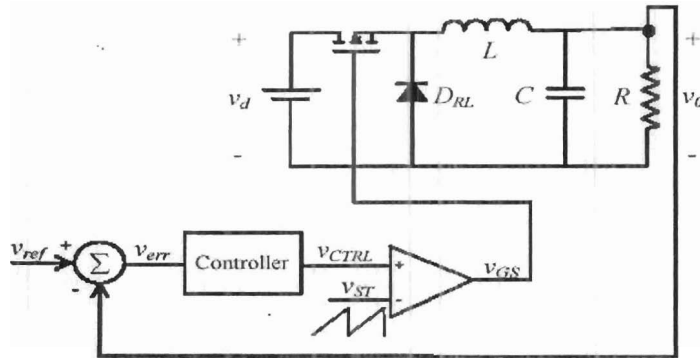 +
+
L
v_d
D_RL
C
R
v_o
-
-
v_ref
+
Σ
v_err
Controller
v_CTRL
+
v_GS
-
v_ST
-